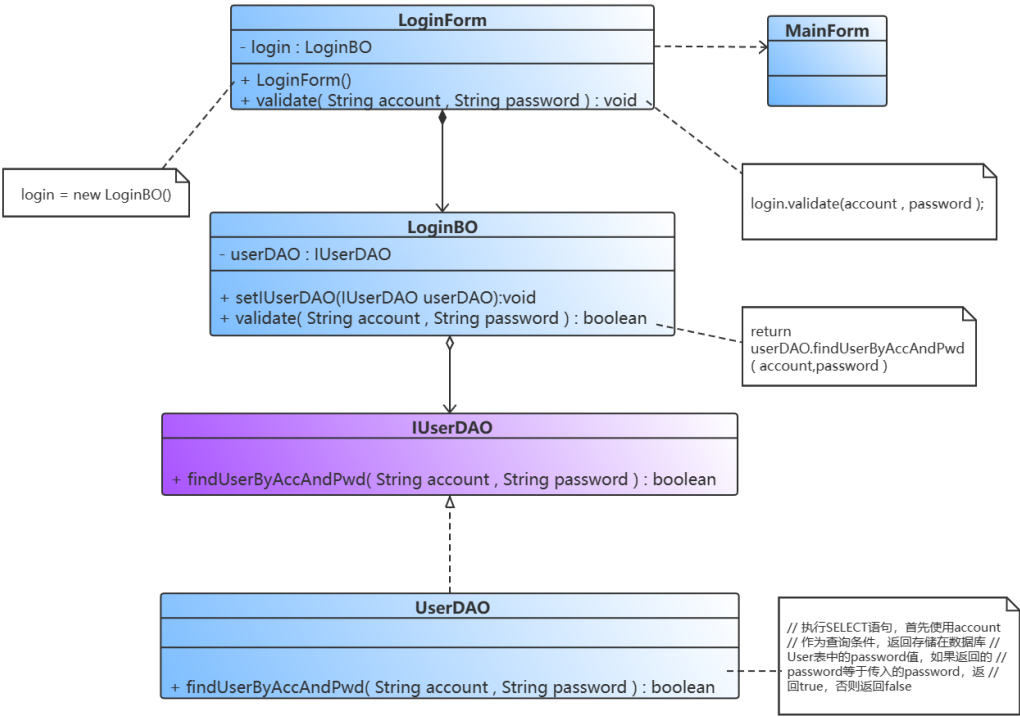 LoginForm
- login : LoginBO
+ LoginForm()
+ validate( String account , String password ) : void
MainForm
login = new LoginBO()
login.validate(account , password );
LoginBO
- userDAO : IUserDAO
+ setIUserDAO(IUserDAO userDAO):void
+ validate( String account , String password ) : boolean
return
userDAO.findUserByAccAndPwd
( account,password )
IUserDAO
+ findUserByAccAndPwd( String account , String password ) : boolean
UserDAO
+ findUserByAccAndPwd( String account , String password ) : boolean
// 执行SELECT语句，首先使用account
// 作为查询条件，返回存储在数据库 //
User表中的password值，如果返回的 //
password等于传入的password，返 //
回true，否则返回false